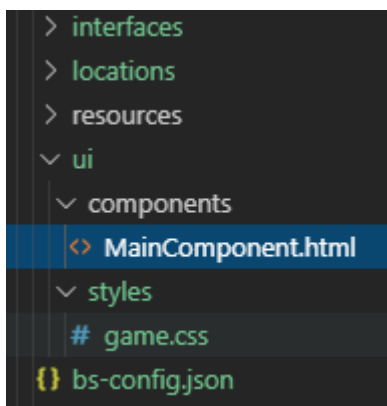 interfaces
locations
resources
ui
components
<> MainComponent.html
styles
# game.css
{} bs-config.json